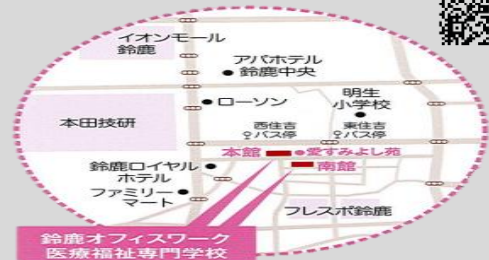 イオンモール
鈴鹿
アパホテル
鈴鹿中央
ローソン
明生
小学校
本田技研
西住吉
バス停
東住吉
バス停
本館
愛すみよし苑
南館
鈴鹿ロイヤル
ホテル
ファミリー
マート
フレスポ鈴鹿
鈴鹿オフィスワーク
医療福祉専門学校